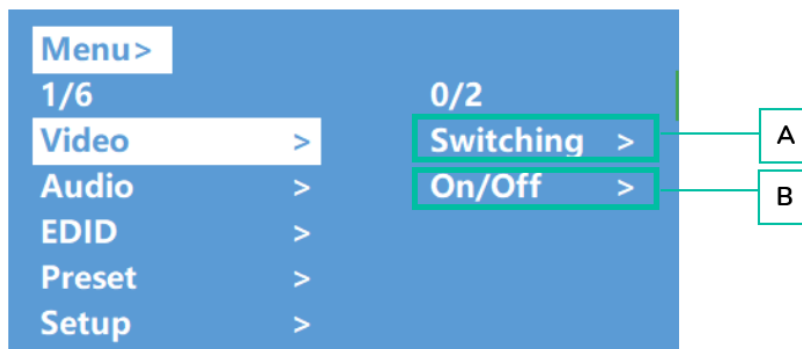 Menu>
1/6 0/2
Video > Switching > A
Audio > On/Off > B
EDID >
Preset >
Setup >